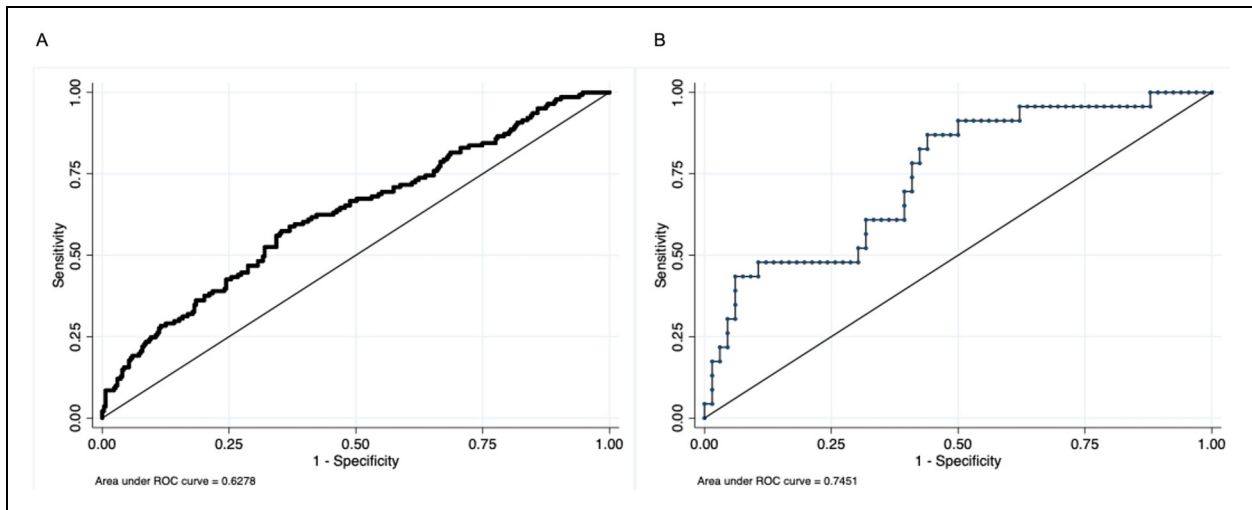 A
B
1.00
0.75
0.50
0.25
0.00
Sensitivity
0.00 0.25 0.50 0.75 1.00
1 - Specificity
Area under ROC curve = 0.6278
1.00
0.75
0.50
0.25
0.00
Sensitivity
0.00 0.25 0.50 0.75 1.00
1 - Specificity
Area under ROC curve = 0.7451